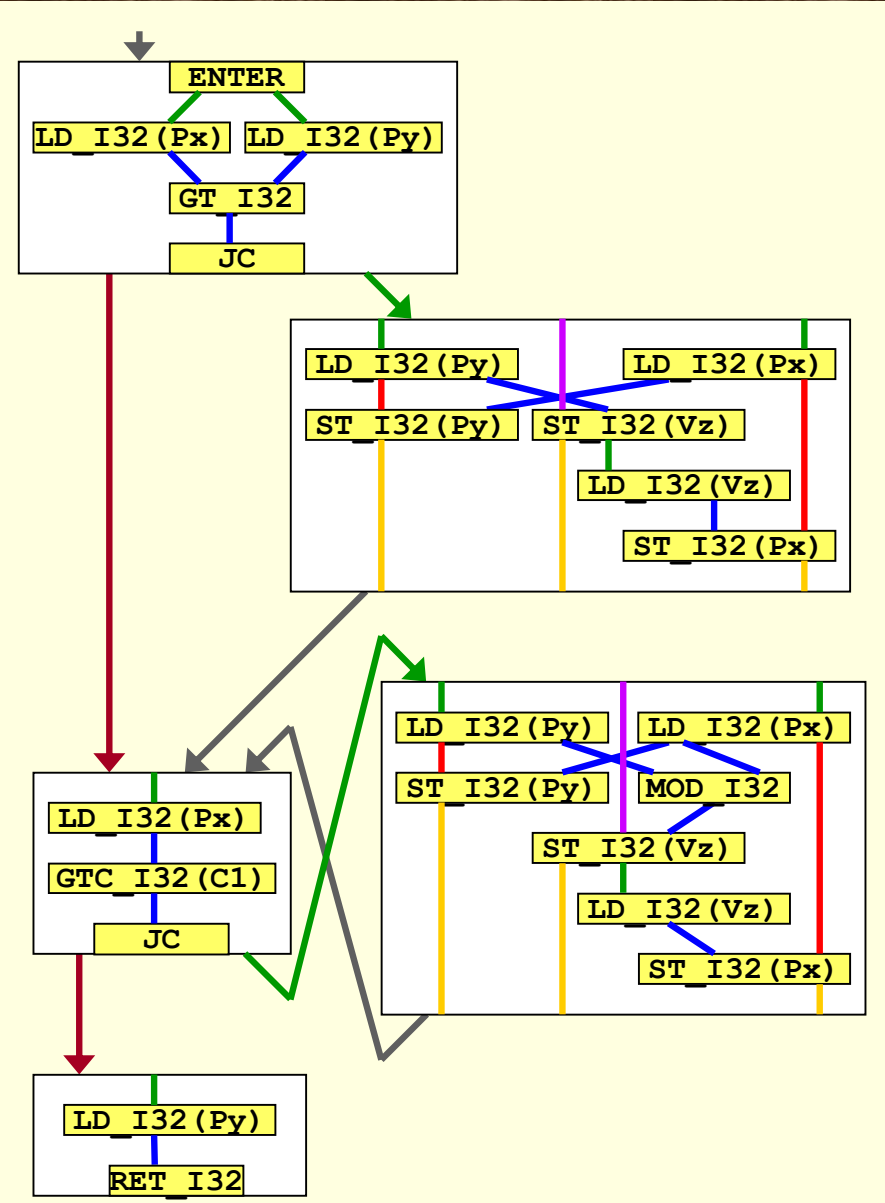 ENTER
LD_I32(Px) LD_I32(Py)
GT_I32
JC
LD_I32(Py) LD_I32(Px)
ST_I32(Py) ST_I32(Vz)
LD_I32(Vz)
ST_I32(Px)
LD_I32(Py) LD_I32(Px)
ST_I32(Py) MOD_I32
ST_I32(Vz)
LD_I32(Vz)
ST_I32(Px)
LD_I32(Px)
GTC_I32(C1)
JC
LD_I32(Py)
RET_I32